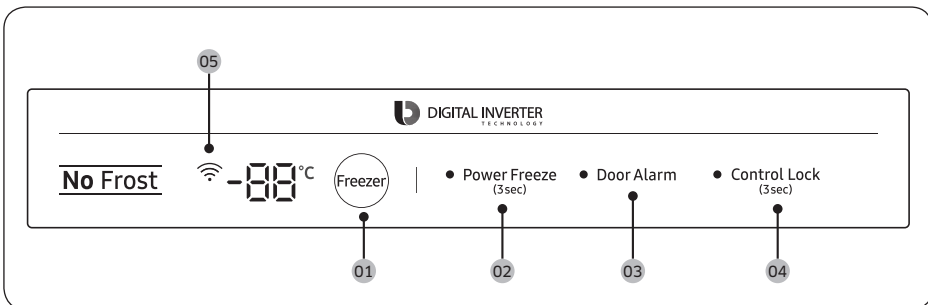 05
DIGITAL INVERTER
TECHNOLOGY
No Frost
-88°C
Freezer
Power Freeze
(3sec)
Door Alarm
Control Lock
(3sec)
01
02
03
04